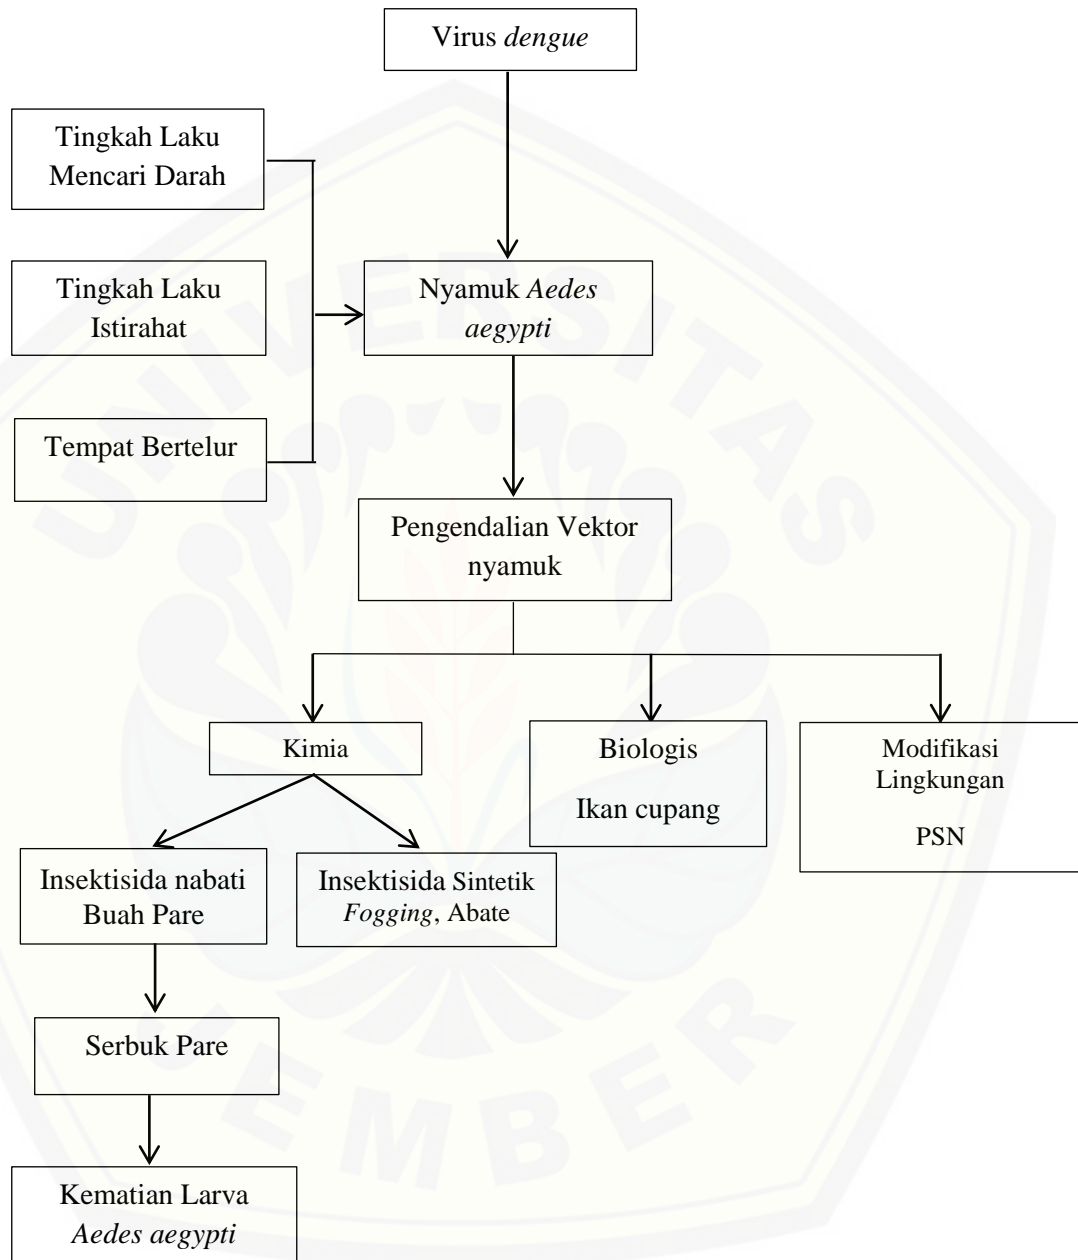 Virus dengue
Tingkah Laku
Mencari Darah
Tingkah Laku
Istirahat
Nyamuk Aedes
aegypti
Tempat Bertelur
Pengendalian Vektor
nyamuk
Kimia
Biologis
Ikan cupang
Modifikasi
Lingkungan
PSN
Insektisida nabati
Buah Pare
Insektisida Sintetik
Fogging, Abate
Serbuk Pare
Kematian Larva
Aedes aegypti
UNIVERSITAS
JEMBER